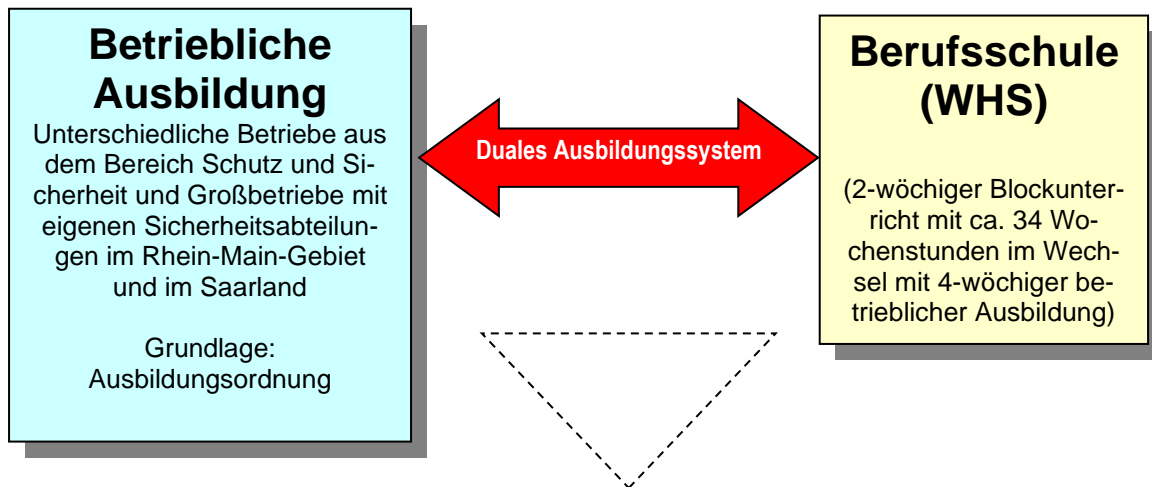 Betriebliche
Ausbildung
Unterschiedliche Betriebe aus
dem Bereich Schutz und Si-
cherheit und Großbetriebe mit
eigenen Sicherheitsabteilun-
gen im Rhein-Main-Gebiet
und im Saarland
Grundlage:
Ausbildungsordnung
Duales Ausbildungssystem
Berufsschule
(WHS)
(2-wöchiger Blockunter-
richt mit ca. 34 Wo-
chenstunden im Wech-
sel mit 4-wöchiger be-
trieblicher Ausbildung)